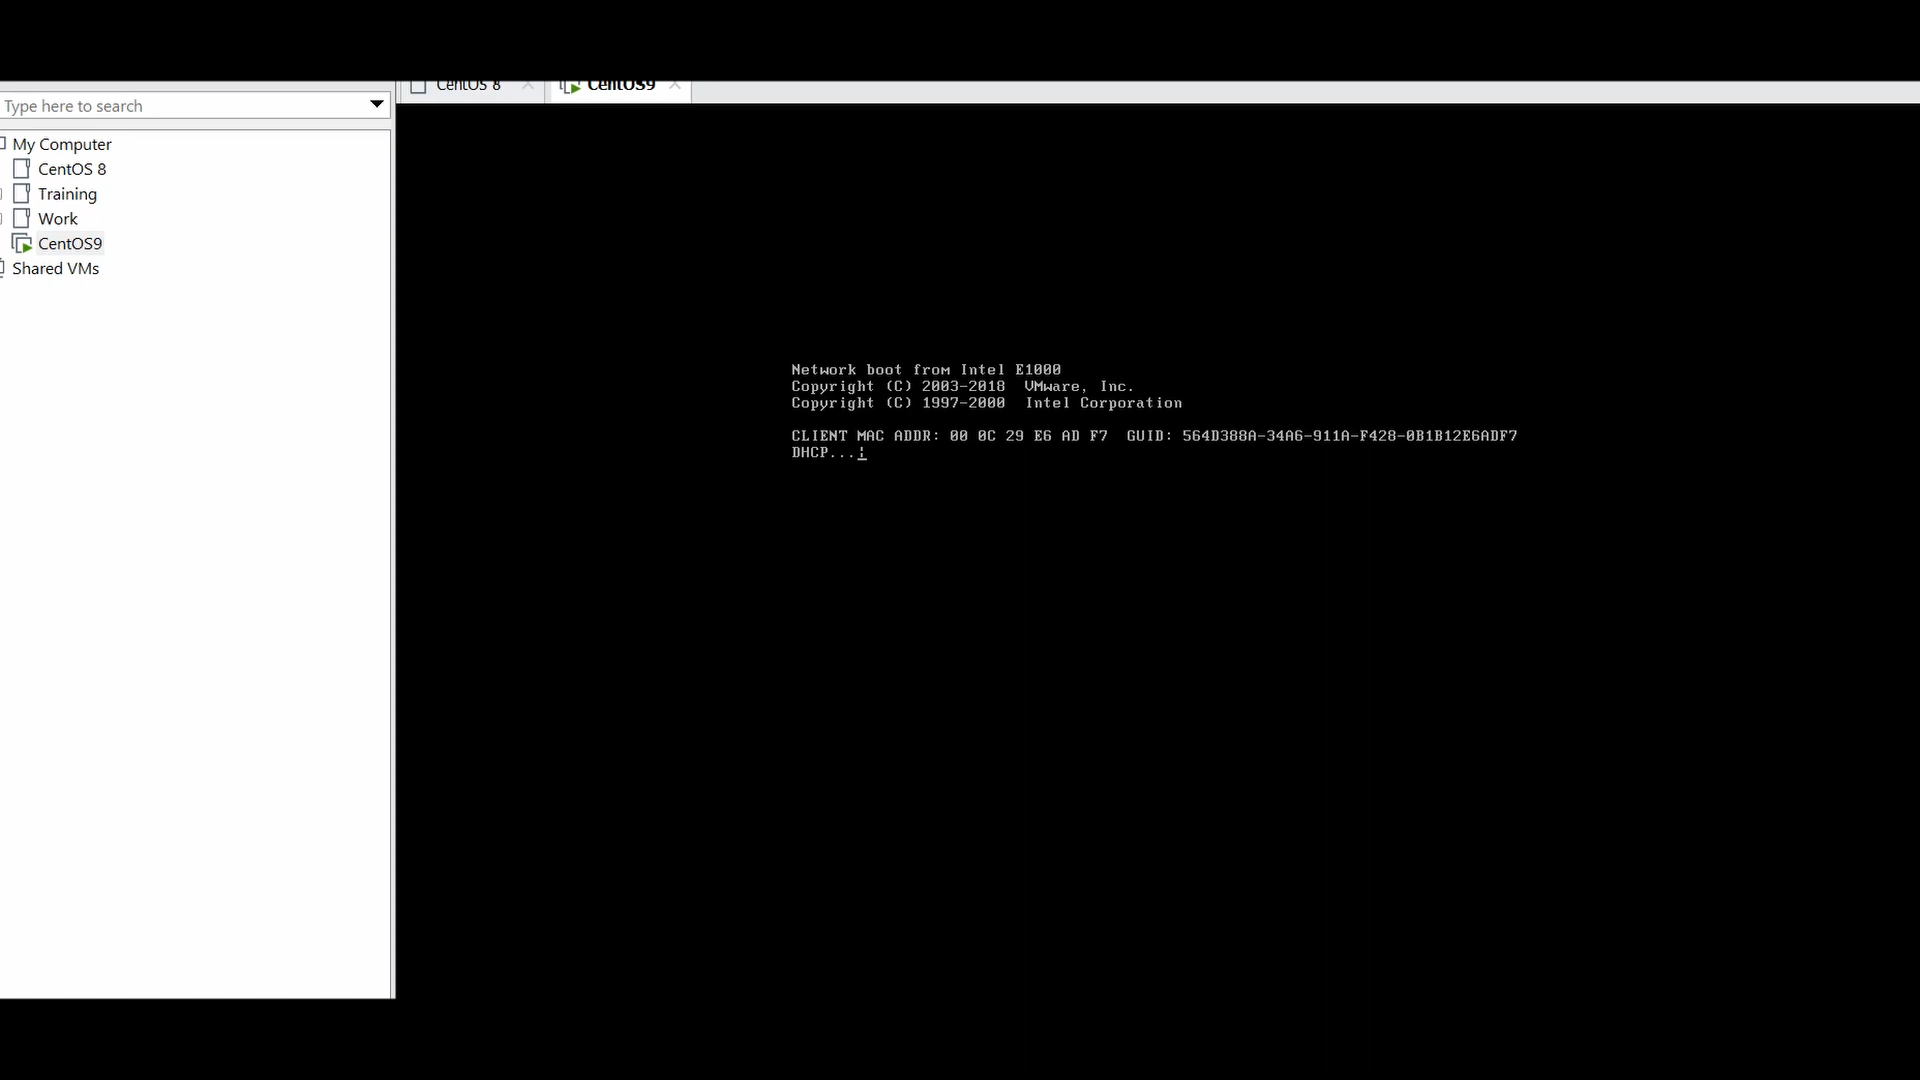 CentOS 8
CentOS9
Type here to search
My Computer
CentOS 8
Training
Work
CentOS9
Shared VMs
Network boot from Intel E1000
Copyright (C) 2003-2018  VMware, Inc.
Copyright (C) 1997-2000  Intel Corporation
CLIENT MAC ADDR: 00 0C 29 E6 AD F7  GUID: 564D388A-34A6-911A-F428-0B1B12E6ADF7
DHCP...¦